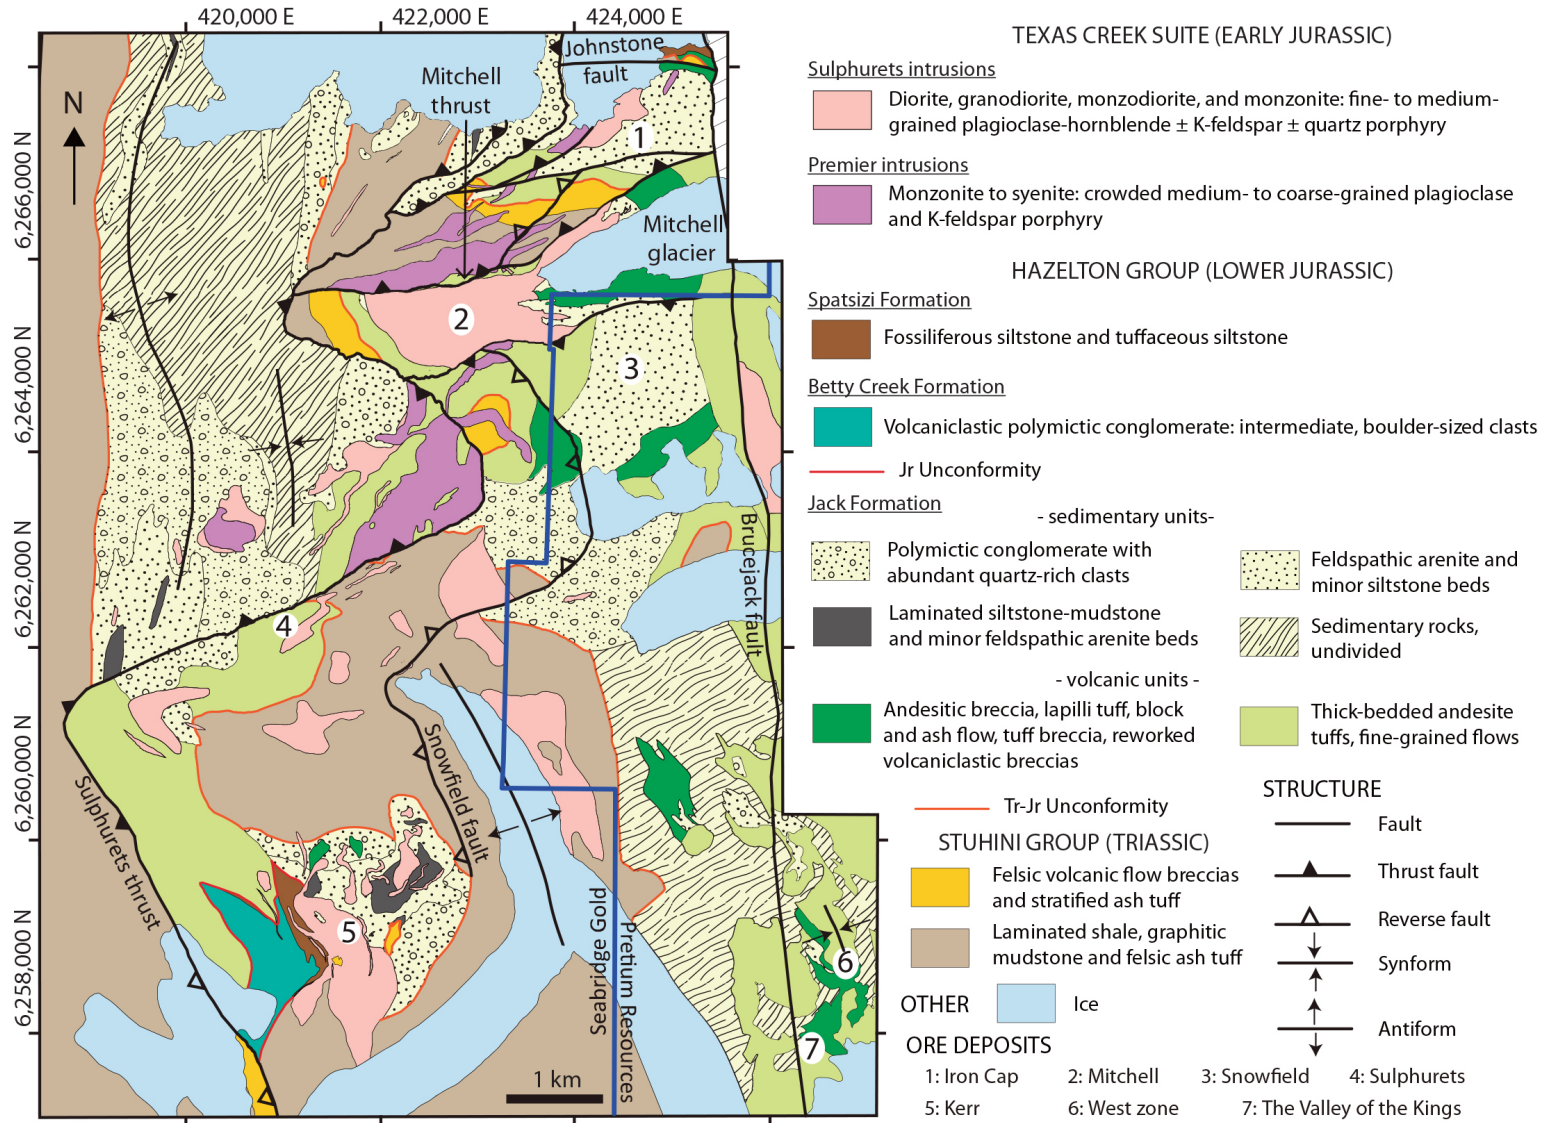 420,000 E
422,000 E
424,000 E
6,266,000 N
6,264,000 N
6,262,000 N
6,260,000 N
6,258,000 N
N
Johnstone
fault
Mitchell
thrust
1
Mitchell
glacier
2
3
Brucejack fault
4
Snowfield fault
Sulphurets thrust
5
6
7
Seabridge Gold
Pretium Resources
1 km
TEXAS CREEK SUITE (EARLY JURASSIC)
Sulphurets intrusions
Diorite, granodiorite, monzodiorite, and monzonite: fine- to medium-
grained plagioclase-hornblende ± K-feldspar ± quartz porphyry
Premier intrusions
Monzonite to syenite: crowded medium- to coarse-grained plagioclase
and K-feldspar porphyry
HAZELTON GROUP (LOWER JURASSIC)
Spatsizi Formation
Fossiliferous siltstone and tuffaceous siltstone
Betty Creek Formation
Volcaniclastic polymictic conglomerate: intermediate, boulder-sized clasts
Jr Unconformity
Jack Formation
- sedimentary units-
Polymictic conglomerate with
abundant quartz-rich clasts
Feldspathic arenite and
minor siltstone beds
Laminated siltstone-mudstone
and minor feldspathic arenite beds
Sedimentary rocks,
undivided
- volcanic units -
Andesitic breccia, lapilli tuff, block
and ash flow, tuff breccia, reworked
volcaniclastic breccias
Thick-bedded andesite
tuffs, fine-grained flows
Tr-Jr Unconformity
STUHINI GROUP (TRIASSIC)
Felsic volcanic flow breccias
and stratified ash tuff
Laminated shale, graphitic
mudstone and felsic ash tuff
OTHER
Ice
STRUCTURE
Fault
Thrust fault
Reverse fault
Synform
Antiform
ORE DEPOSITS
1: Iron Cap
2: Mitchell
3: Snowfield
4: Sulphurets
5: Kerr
6: West zone
7: The Valley of the Kings